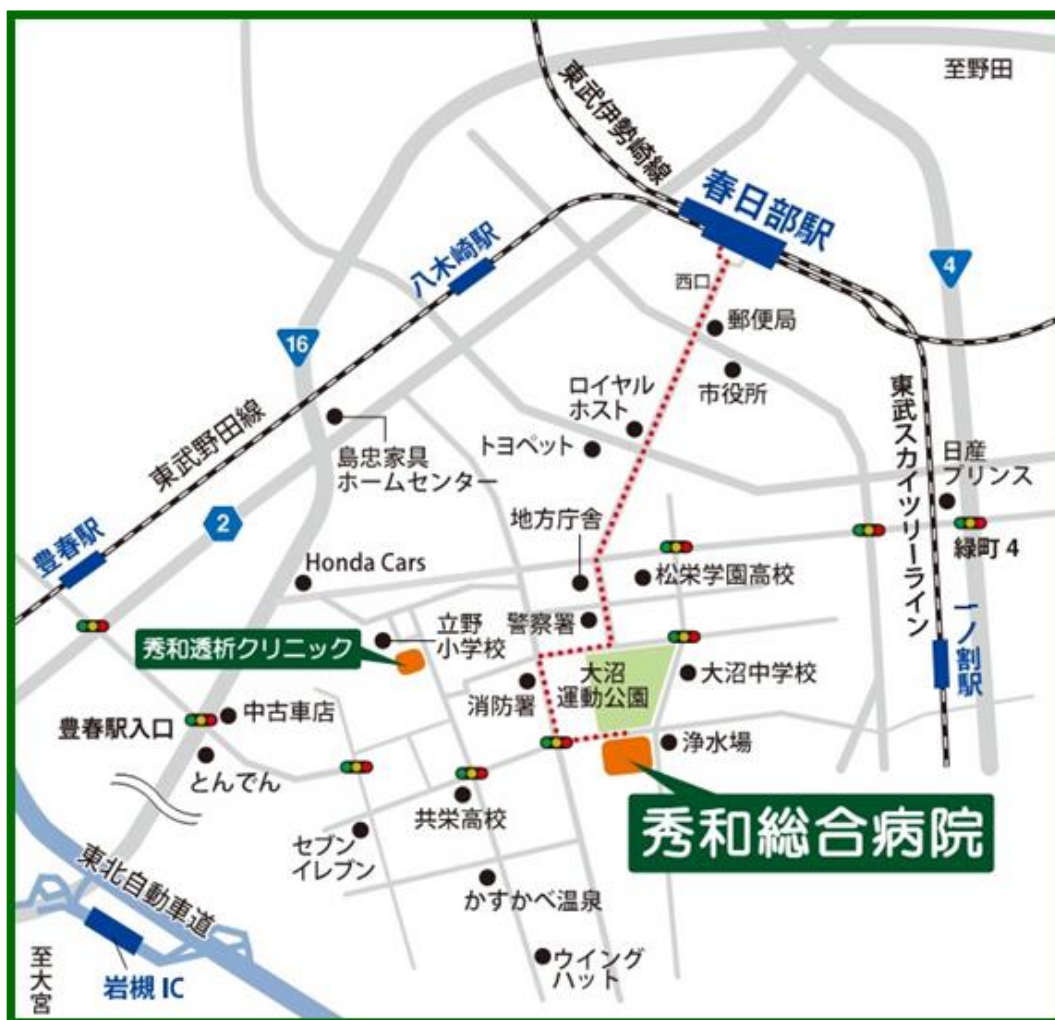 至野田
東武伊勢崎線
春日部駅
八木崎駅
西口
4
郵便局
16
市役所
ロイヤル
ホスト
トヨペット
東武スカイツリーライン
東武野田線
島忠家具
ホームセンター
日産
プリンス
2
地方庁舎
緑町 4
豊春駅
Honda Cars
松栄学園高校
立野
小学校
警察署
秀和透析クリニック
一ノ割駅
大沼
運動公園
大沼中学校
消防署
中古車店
豊春駅入口
浄水場
とんでん
共栄高校
秀和総合病院
セブン
イレブン
東北自動車道
かすかべ温泉
ウイング
ハット
岩槻 IC
至大宮